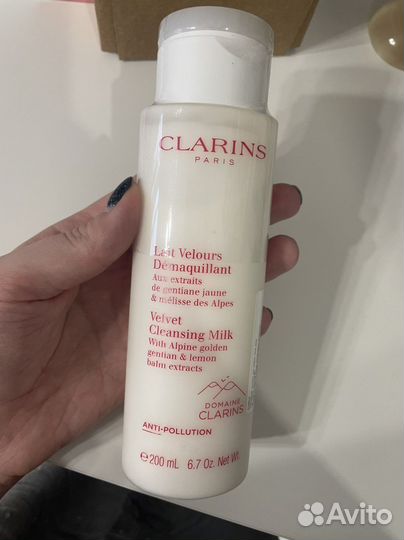 CLARINS
PARIS
Lait Velours
Démaquillant
Aux extraits
de gentiane jaune
& mélisse des Alpes
Velvet
Cleansing Milk
With Alpine golden
gentian & lemon
balm extracts
DOMAINE
CLARINS
ANTI-POLLUTION
℮ 200 mL 6.7 Oz. Net Wt.
Avito